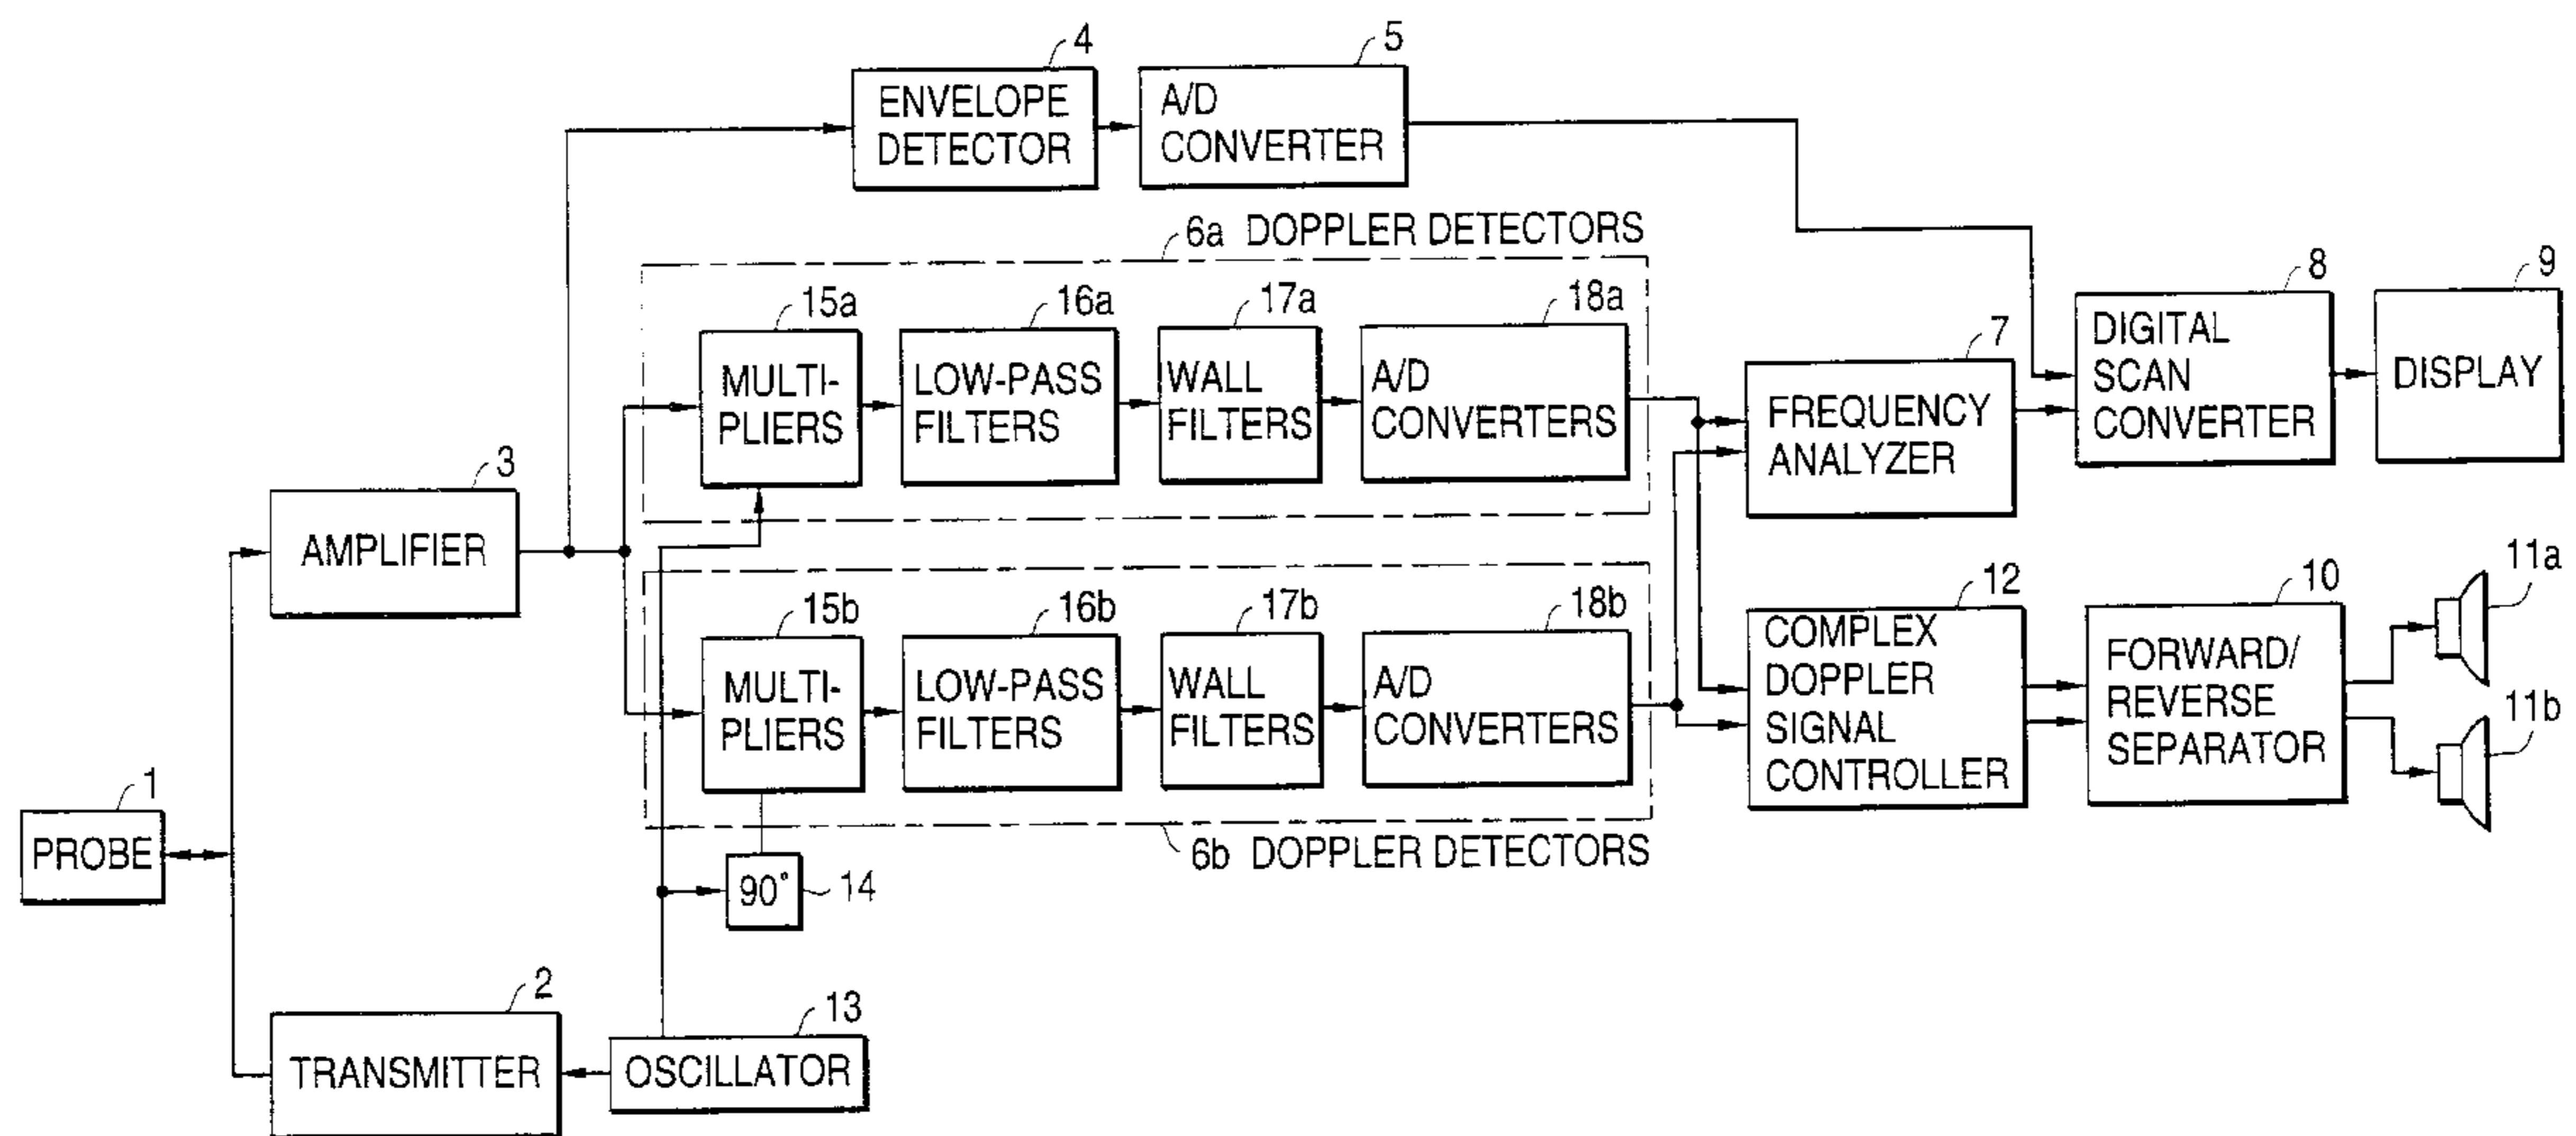 4
5
ENVELOPE
DETECTOR
A/D
CONVERTER
6a DOPPLER DETECTORS
15a
16a
17a
18a
MULTI-
PLIERS
LOW-PASS
FILTERS
WALL
FILTERS
A/D
CONVERTERS
7
FREQUENCY
ANALYZER
8
DIGITAL
SCAN
CONVERTER
9
DISPLAY
3
AMPLIFIER
15b
16b
17b
18b
MULTI-
PLIERS
LOW-PASS
FILTERS
WALL
FILTERS
A/D
CONVERTERS
12
COMPLEX
DOPPLER
SIGNAL
CONTROLLER
10
FORWARD/
REVERSE
SEPARATOR
11a
11b
1
PROBE
6b DOPPLER DETECTORS
90°
14
2
TRANSMITTER
13
OSCILLATOR